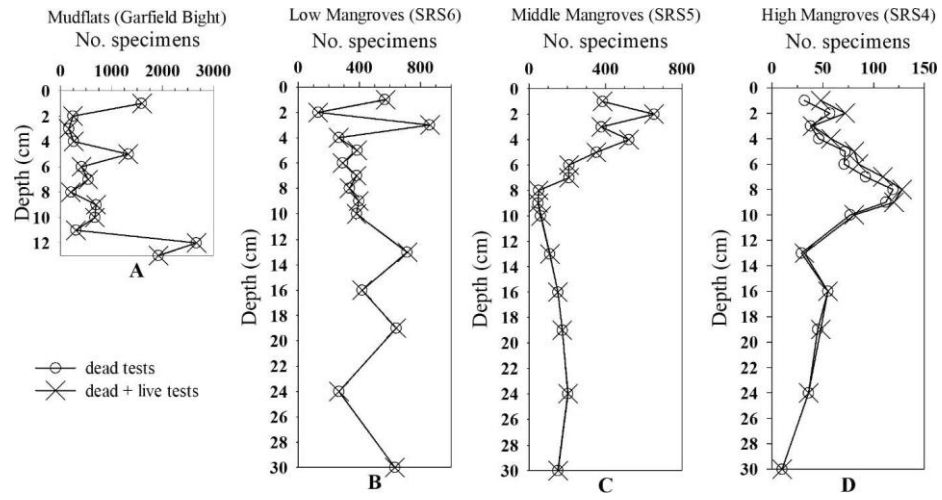 Mudflats (Garfield Bight)
No. specimens
0 1000 2000 3000
Depth (cm)
0
2
4
6
8
10
12
A
Low Mangroves (SRS6)
No. specimens
0 400 800
Depth (cm)
0
2
4
6
8
10
12
14
16
18
20
22
24
26
28
30
B
Middle Mangroves (SRS5)
No. specimens
0 400 800
Depth (cm)
0
2
4
6
8
10
12
14
16
18
20
22
24
26
28
30
C
High Mangroves (SRS4)
No. specimens
0 50 100 150
Depth (cm)
0
2
4
6
8
10
12
14
16
18
20
22
24
26
28
30
D
dead tests
dead + live tests